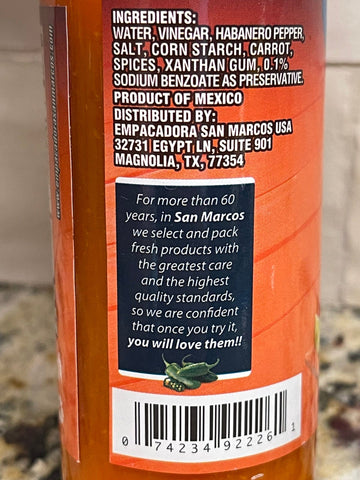 INGREDIENTS:
WATER, VINEGAR, HABANERO PEPPER,
SALT, CORN STARCH, CARROT,
SPICES, XANTHAN GUM, 0.1%
SODIUM BENZOATE AS PRESERVATIVE.
PRODUCT OF MEXICO
DISTRIBUTED BY:
EMPACADORA SAN MARCOS USA
32731 EGYPT LN, SUITE 901
MAGNOLIA, TX, 77354
For more than 60
years, in San Marcos
we select and pack
fresh products with
the greatest care
and the highest
quality standards,
so we are confident
that once you try it,
you will love them!!
0 74234 92226 1
www.empacadorasanmarcos.com